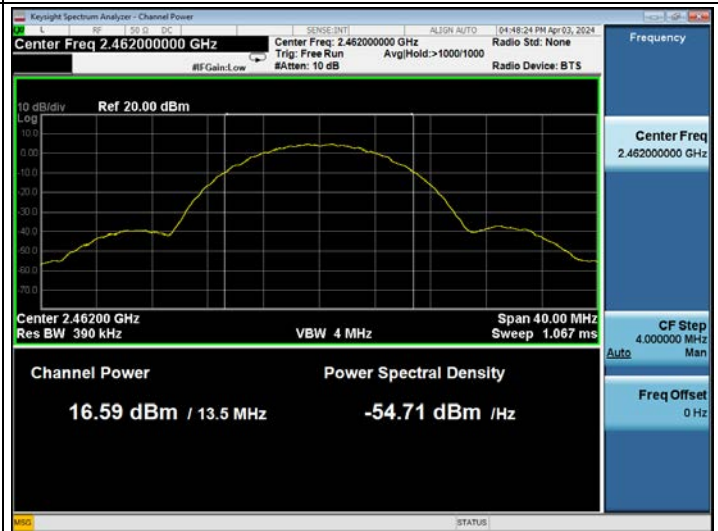 Keysight Spectrum Analyzer - Channel Power
L RF 50 Ω DC SENSE:INT ALIGN AUTO 04:48:24 PM Apr 03, 2024
Center Freq 2.462000000 GHz Center Freq: 2.462000000 GHz Radio Std: None
Trig: Free Run Avg|Hold:>1000/1000
#IFGain:Low #Atten: 10 dB Radio Device: BTS
Frequency
10 dB/div Ref 20.00 dBm
Log
10.0
0.00
-10.0
-20.0
-30.0
-40.0
-50.0
-60.0
-70.0
Center Freq
2.462000000 GHz
Center 2.46200 GHz Span 40.00 MHz
Res BW 390 kHz VBW 4 MHz Sweep 1.067 ms
CF Step
4.000000 MHz
Auto Man
Channel Power Power Spectral Density
16.59 dBm / 13.5 MHz -54.71 dBm /Hz
Freq Offset
0 Hz
MSG STATUS